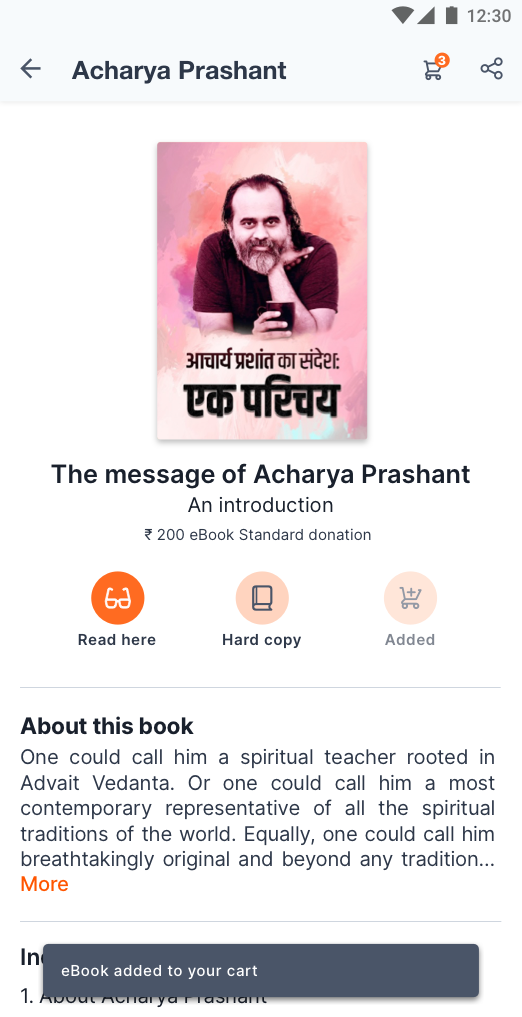 12:30
Acharya Prashant
3
आचार्य प्रशांत का संदेश:
एक परिचय
The message of Acharya Prashant
An introduction
₹ 200 eBook Standard donation
Read here
Hard copy
Added
About this book
One could call him a spiritual teacher rooted in
Advait Vedanta. Or one could call him a most
contemporary representative of all the spiritual
traditions of the world. Equally, one could call him
breathtakingly original and beyond any tradition...
More
eBook added to your cart
1. About Acharya Prashant